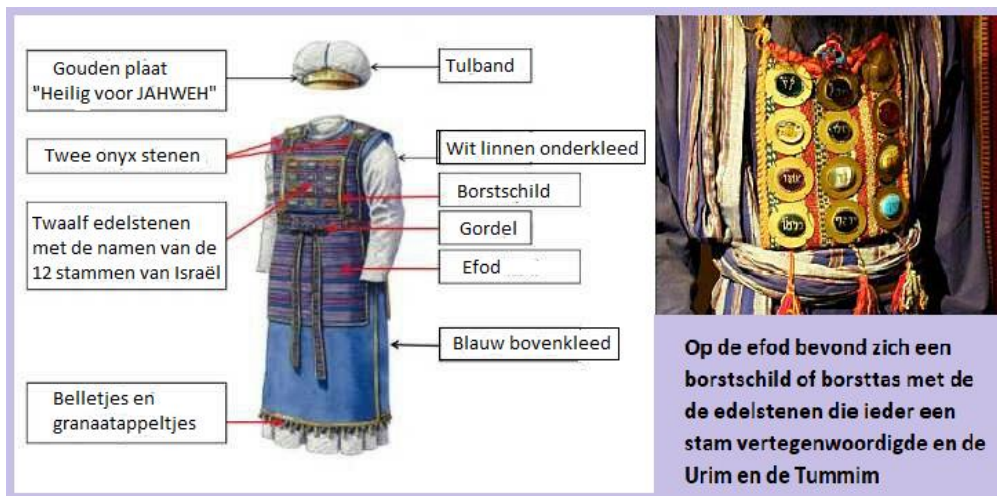 Gouden plaat
"Heilig voor JAHWEH"
Tulband
Twee onyx stenen
Wit linnen onderkleed
Borstschild
Gordel
Twaalf edelstenen
met de namen van de
12 stammen van Israël
Efod
Blauw bovenkleed
Belletjes en
granaatappeltjes
Op de efod bevond zich een
borstschild of borsttas met de
de edelstenen die ieder een
stam vertegenwoordigde en de
Urim en de Tummim